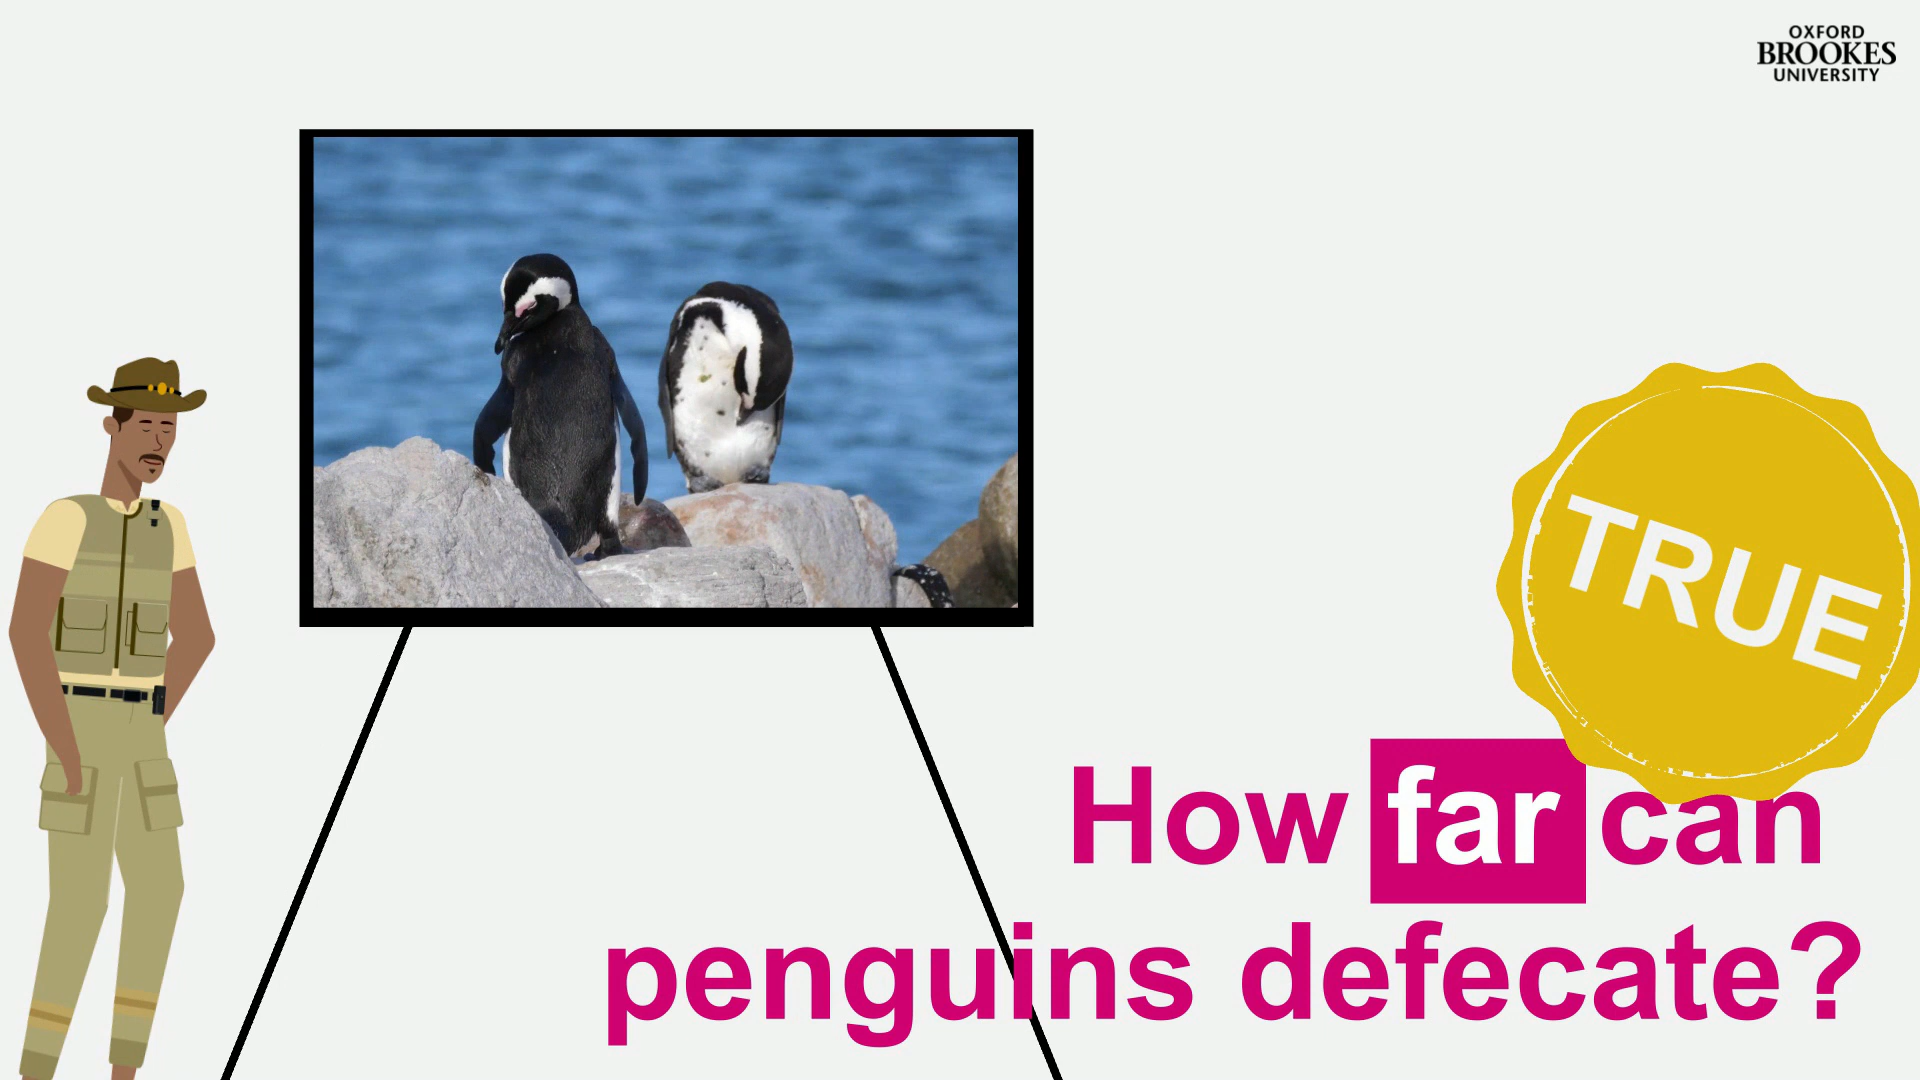 OXFORD
BROOKES
UNIVERSITY
TRUE
How far can
penguins defecate?